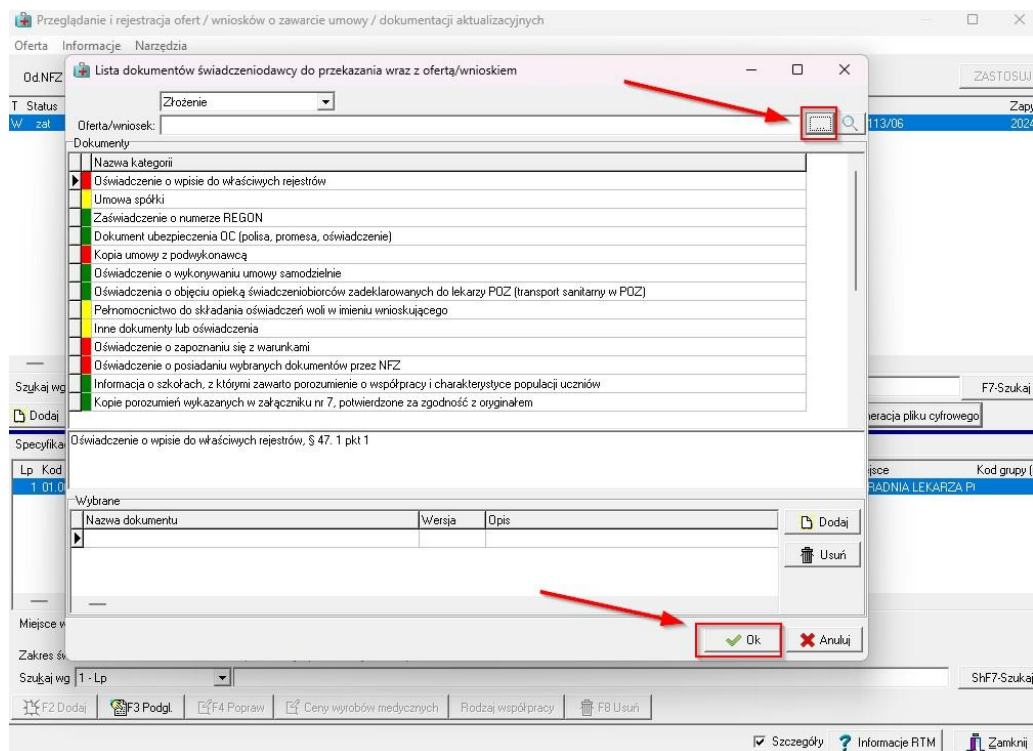 Przeglądanie i rejestracja ofert / wniosków o zawarcie umowy / dokumentacji aktualizacyjnych
Oferta Informacje Narzędzia
Od.NFZ
ZASTOSUJ
T Status
Zapy
W zat
113/06
2024
Lista dokumentów świadczeniodawcy do przekazania wraz z ofertą/wnioskiem
Złożenie
Oferta/wniosek:
...
Dokumenty
Nazwa kategorii
Oświadczenie o wpisie do właściwych rejestrów
Umowa spółki
Zaświadczenie o numerze REGON
Dokument ubezpieczenia OC (polisa, promesa, oświadczenie)
Kopia umowy z podwykonawcą
Oświadczenie o wykonywaniu umowy samodzielnie
Oświadczenia o objęciu opieką świadczeniobiorców zadeklarowanych do lekarzy POZ (transport sanitarny w POZ)
Pełnomocnictwo do składania oświadczeń woli w imieniu wnioskującego
Inne dokumenty lub oświadczenia
Oświadczenie o zapoznaniu się z warunkami
Oświadczenie o posiadaniu wybranych dokumentów przez NFZ
Informacja o szkołach, z którymi zawarto porozumienie o współpracy i charakterystyce populacji uczniów
Kopie porozumień wykazanych w załączniku nr 7, potwierdzone za zgodność z oryginałem
Oświadczenie o wpisie do właściwych rejestrów, § 47. 1 pkt 1
Wybrane
Nazwa dokumentu Wersja Opis
Dodaj
Usuń
Ok Anuluj
Szukaj wg
F7-Szukaj
Dodaj
neracja pliku cyfrowego
Specyfika
Lp Kod
ejsce
Kod grupy (
1 01.0
RADNIA LEKARZA P
Miejsce w
Zakres św
Szukaj wg 1 - Lp
ShF7-Szukaj
F2 Dodaj F3 Podgl. F4 Popraw Ceny wyrobów medycznych Rodzaj współpracy F8 Usuń
Szczegóły Informacje RTM Zamknij